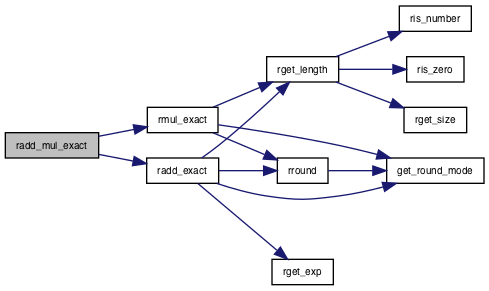 radd_mul_exact
rmul_exact
radd_exact
rget_length
rround
rget_exp
ris_number
ris_zero
rget_size
get_round_mode